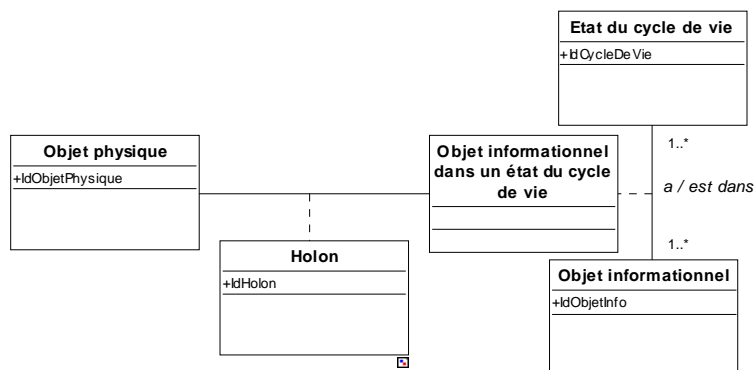 Etat du cycle de vie
+IdCycleDeVie
Objet physique
+IdObjetPhysique
Objet informationnel
dans un état du cycle
de vie
1..*
a / est dans
1..*
Holon
+IdHolon
Objet informationnel
+IdObjetInfo